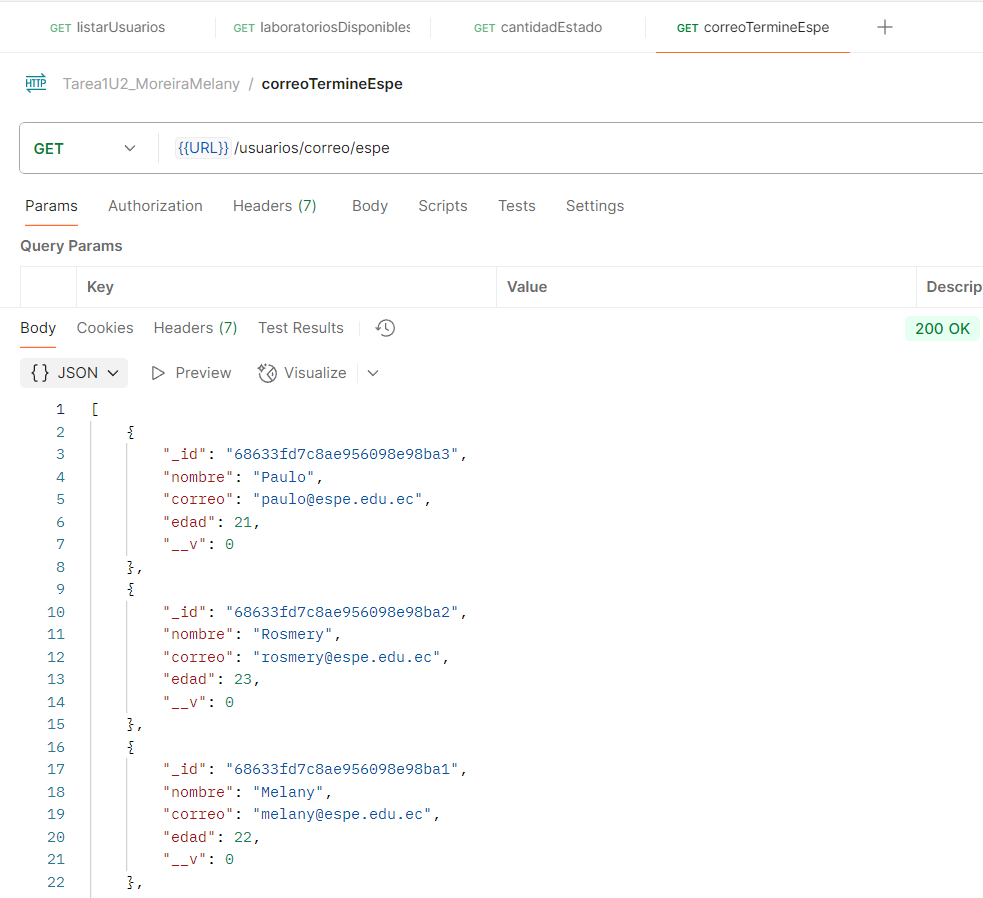 GET listarUsuarios GET laboratoriosDisponibles GET cantidadEstado GET correoTermineEspe +
HTTP Tarea1U2_MoreiraMelany / correoTermineEspe
GET {{URL}} /usuarios/correo/espe
Params Authorization Headers (7) Body Scripts Tests Settings
Query Params
Key Value Descrip
Body Cookies Headers (7) Test Results 200 OK
{} JSON Preview Visualize
1 [
2 {
3 "_id": "68633fd7c8ae956098e98ba3",
4 "nombre": "Paulo",
5 "correo": "paulo@espe.edu.ec",
6 "edad": 21,
7 "__v": 0
8 },
9 {
10 "_id": "68633fd7c8ae956098e98ba2",
11 "nombre": "Rosmery",
12 "correo": "rosmery@espe.edu.ec",
13 "edad": 23,
14 "__v": 0
15 },
16 {
17 "_id": "68633fd7c8ae956098e98ba1",
18 "nombre": "Melany",
19 "correo": "melany@espe.edu.ec",
20 "edad": 22,
21 "__v": 0
22 },